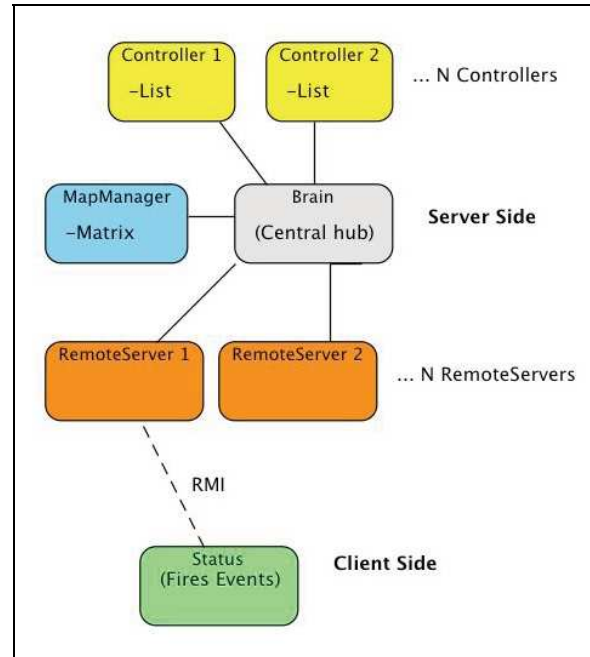 Controller 1
-List
Controller 2
-List
... N Controllers
MapManager
-Matrix
Brain
(Central hub)
Server Side
RemoteServer 1
RemoteServer 2
... N RemoteServers
RMI
Status
(Fires Events)
Client Side